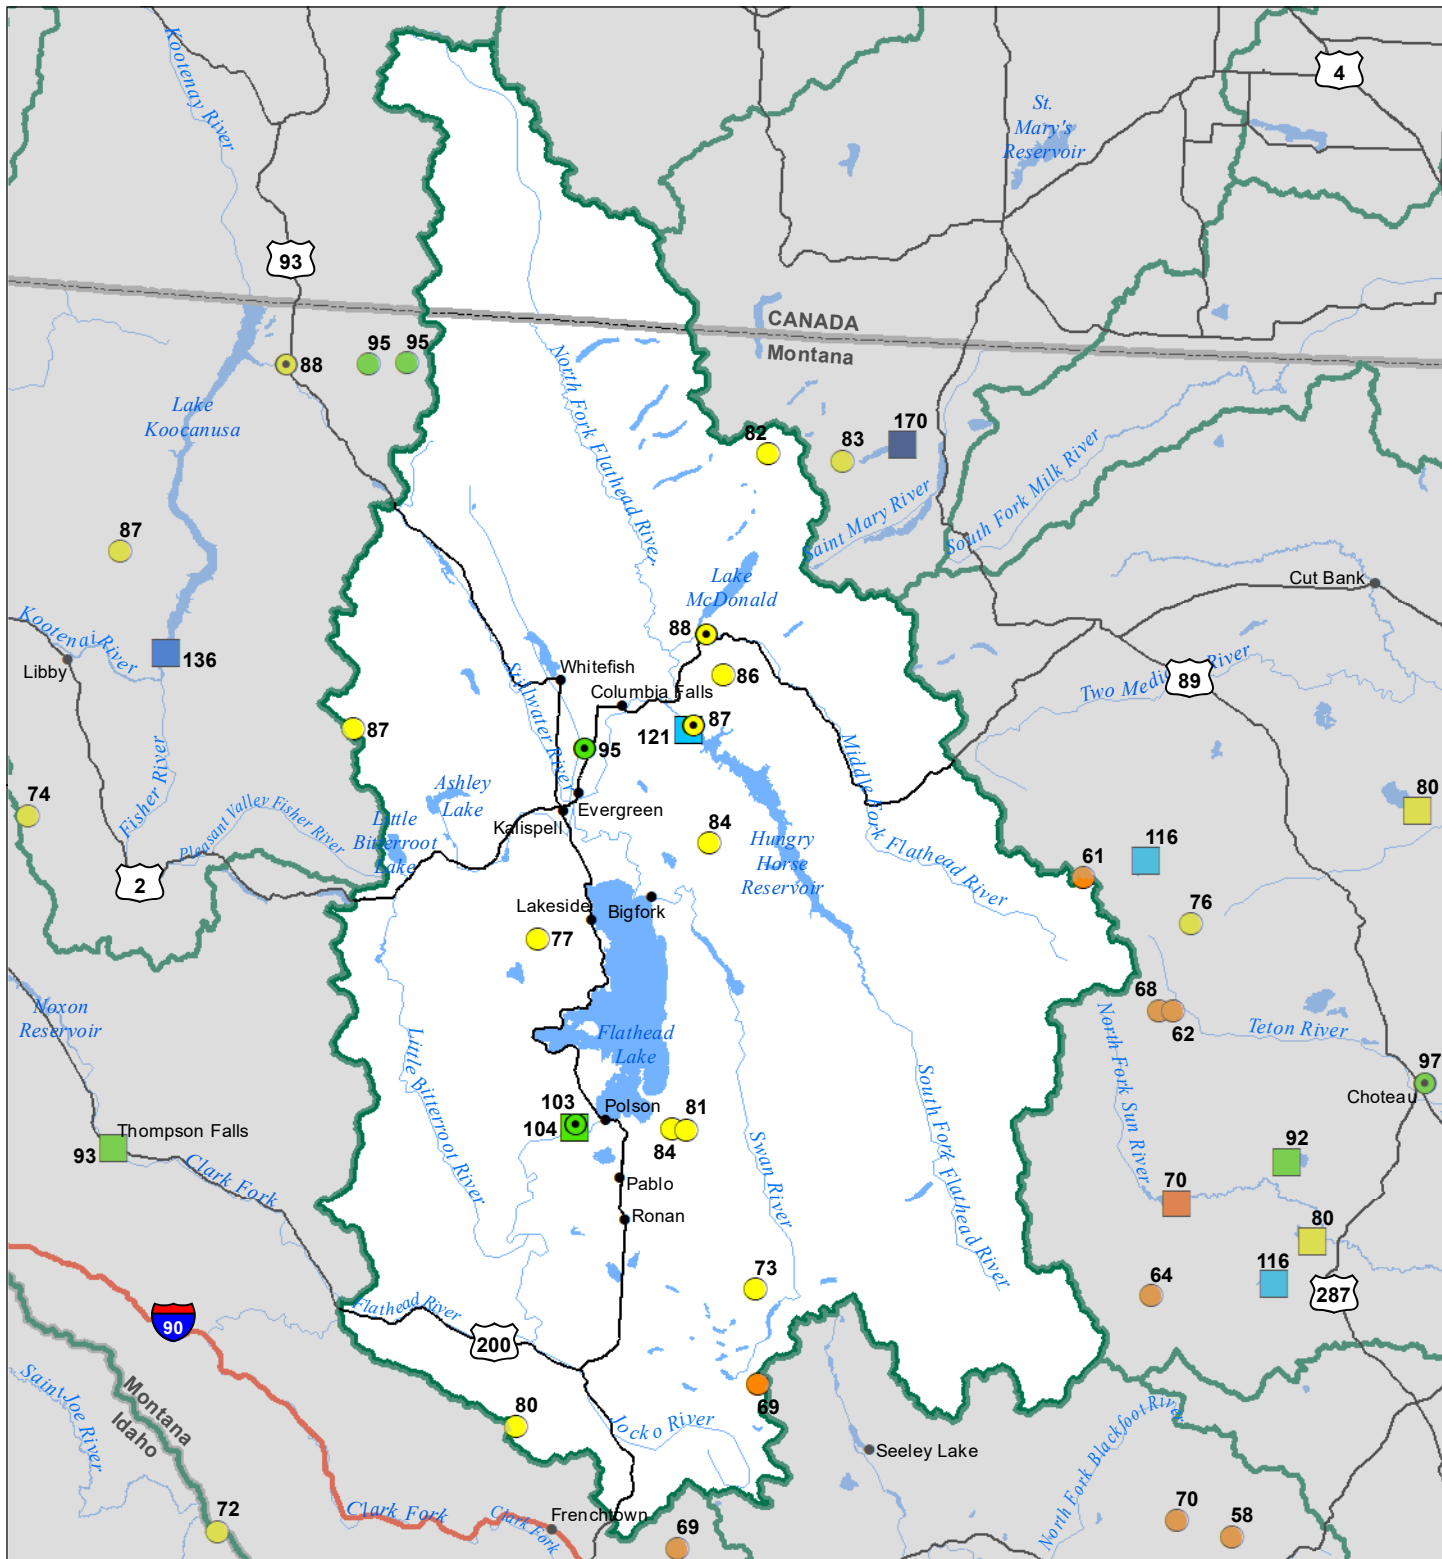 Kootenay River
4
St.
Mary's
Reservoir
93
CANADA
Montana
95
95
88
North Fork Flathead River
Lake
Koocanusa
82
83
170
South Fork Milk River
Saint Mary River
87
Lake
McDonald
Cut Bank
Kootenai River
Libby
136
88
86
Two Medicine River
89
Whitefish
Columbia Falls
Stillwater River
87
121
95
87
Middle Fork Flathead River
Fisher River
Pleasant Valley Fisher River
74
Ashley
Lake
Little
Bitterroot
Lake
Evergreen
Kalispell
80
84
Hungry
Horse
Reservoir
116
61
2
Lakeside
Bigfork
76
77
Noxon
Reservoir
Little Bitterroot River
Flathead
Lake
68
62
North Fork Sun River
Teton River
97
Choteau
South Fork Flathead River
103
104
Polson
81
84
Swan River
Thompson Falls
93
Clark Fork
92
Pablo
70
Ronan
80
116
64
287
73
Flathead River
90
200
Montana
Idaho
Saint Joe River
80
Jocko River
69
Seeley Lake
North Fork Blackfoot River
72
Clark Fork
Clark Fork
Frenchtown
69
70
58